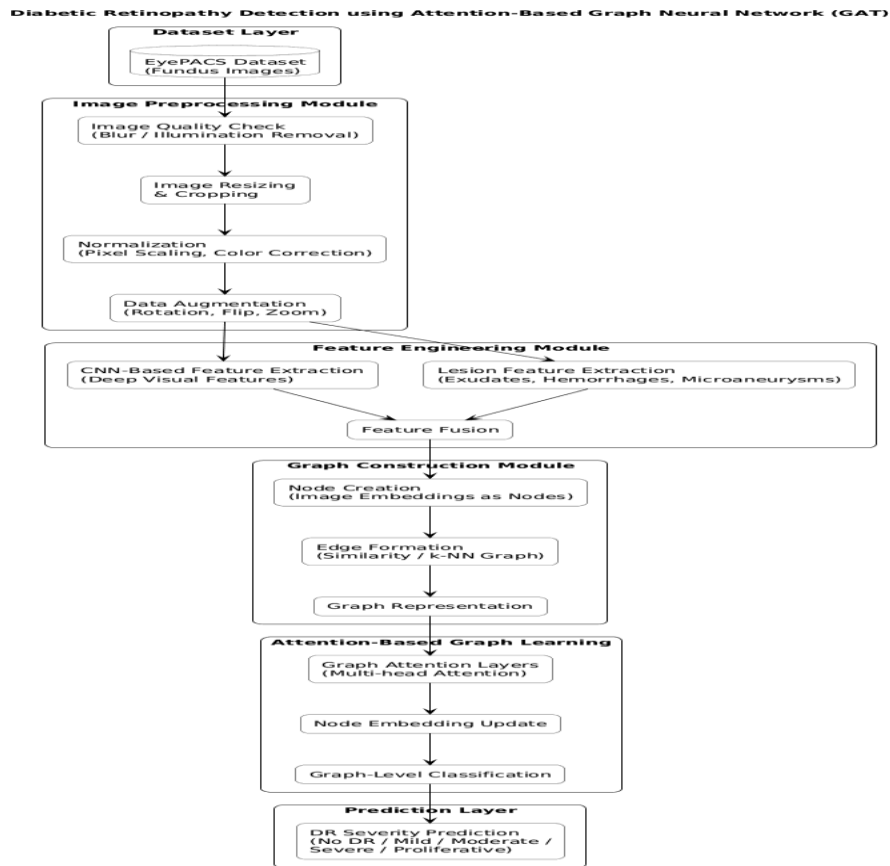 Diabetic Retinopathy Detection using Attention-Based Graph Neural Network (GAT)
Dataset Layer
EyePACS Dataset
(Fundus Images)
Image Preprocessing Module
Image Quality Check
(Blur / Illumination Removal)
Image Resizing
& Cropping
Normalization
(Pixel Scaling, Color Correction)
Data Augmentation
(Rotation, Flip, Zoom)
Feature Engineering Module
CNN-Based Feature Extraction
(Deep Visual Features)
Lesion Feature Extraction
(Exudates, Hemorrhages, Microaneurysms)
Feature Fusion
Graph Construction Module
Node Creation
(Image Embeddings as Nodes)
Edge Formation
(Similarity / k-NN Graph)
Graph Representation
Attention-Based Graph Learning
Graph Attention Layers
(Multi-head Attention)
Node Embedding Update
Graph-Level Classification
Prediction Layer
DR Severity Prediction
(No DR / Mild / Moderate /
Severe / Proliferative)